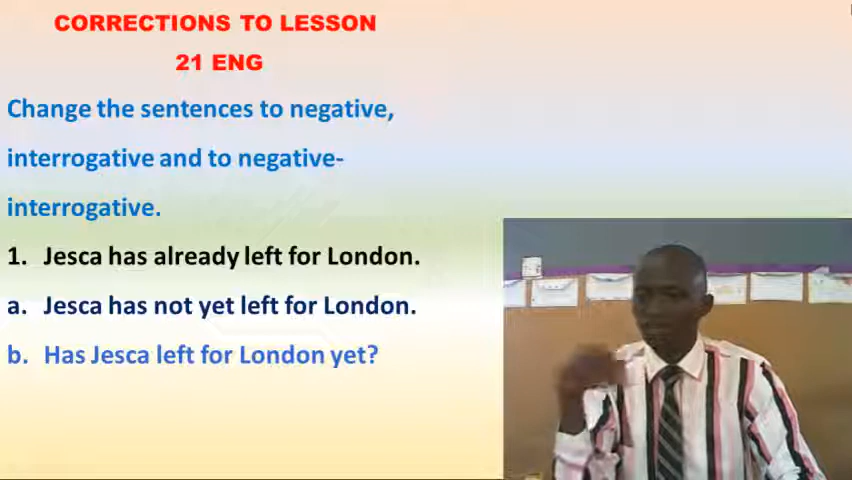 CORRECTIONS TO LESSON
21 ENG
Change the sentences to negative,
interrogative and to negative-
interrogative.
1. Jesca has already left for London.
a. Jesca has not yet left for London.
b. Has Jesca left for London yet?